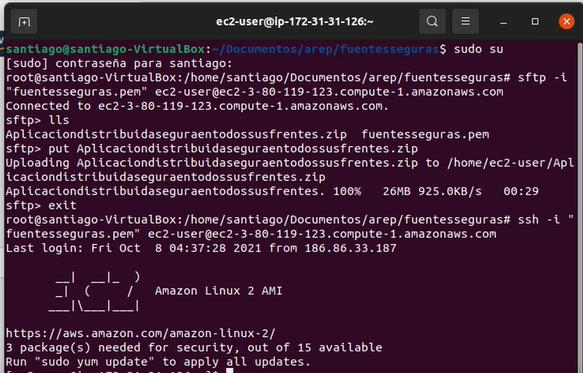 ec2-user@ip-172-31-31-126:~
santiago@santiago-VirtualBox:~/Documentos/arep/fuentesseguras$ sudo su
[sudo] contraseña para santiago:
root@santiago-VirtualBox:/home/santiago/Documentos/arep/fuentesseguras# sftp -i
"fuentesseguras.pem" ec2-user@ec2-3-80-119-123.compute-1.amazonaws.com
Connected to ec2-3-80-119-123.compute-1.amazonaws.com.
sftp> lls
Aplicaciondistribuidaseguraentodossusfrentes.zip  fuentesseguras.pem
sftp> put Aplicaciondistribuidaseguraentodossusfrentes.zip
Uploading Aplicaciondistribuidaseguraentodossusfrentes.zip to /home/ec2-user/Apl
icaciondistribuidaseguraentodossusfrentes.zip
Aplicaciondistribuidaseguraentodossusfrentes. 100%   26MB 925.0KB/s   00:29
sftp> exit
root@santiago-VirtualBox:/home/santiago/Documentos/arep/fuentesseguras# ssh -i "
fuentesseguras.pem" ec2-user@ec2-3-80-119-123.compute-1.amazonaws.com
Last login: Fri Oct  8 04:37:28 2021 from 186.86.33.187
       __|  __|_  )
       _|  (     /   Amazon Linux 2 AMI
      ___|\___|___|
https://aws.amazon.com/amazon-linux-2/
3 package(s) needed for security, out of 15 available
Run "sudo yum update" to apply all updates.